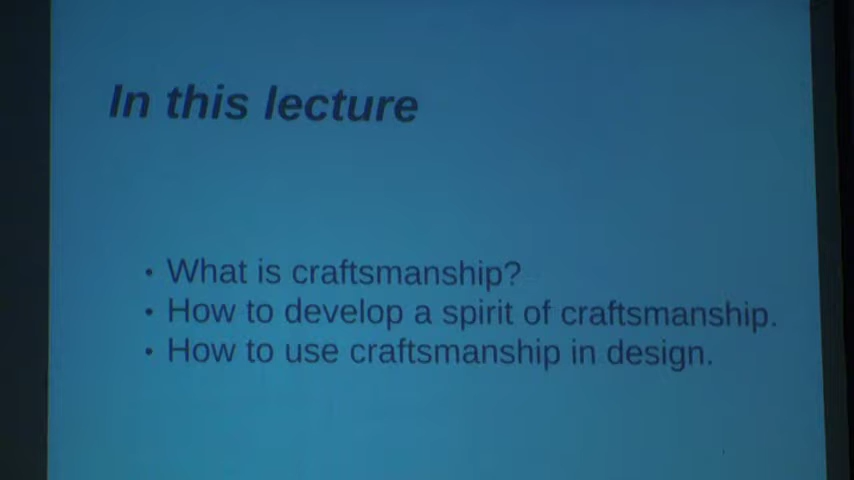 In this lecture
• What is craftsmanship?
• How to develop a spirit of craftsmanship.
• How to use craftsmanship in design.